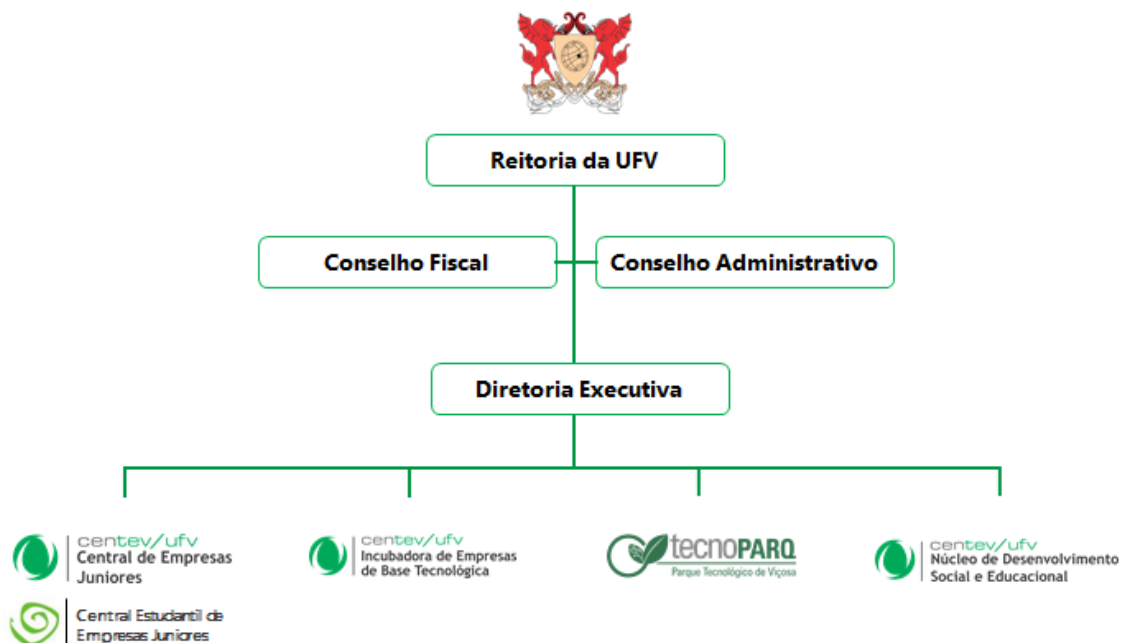 Reitoria da UFV
Conselho Fiscal
Conselho Administrativo
Diretoria Executiva
centev/ufv
Central de Empresas
Juniores
centev/ufv
Incubadora de Empresas
de Base Tecnológica
tecnoPARQ
Parque Tecnológico de Viçosa
centev/ufv
Núcleo de Desenvolvimento
Social e Educacional
Central Estudantil de
Empresas Juniores